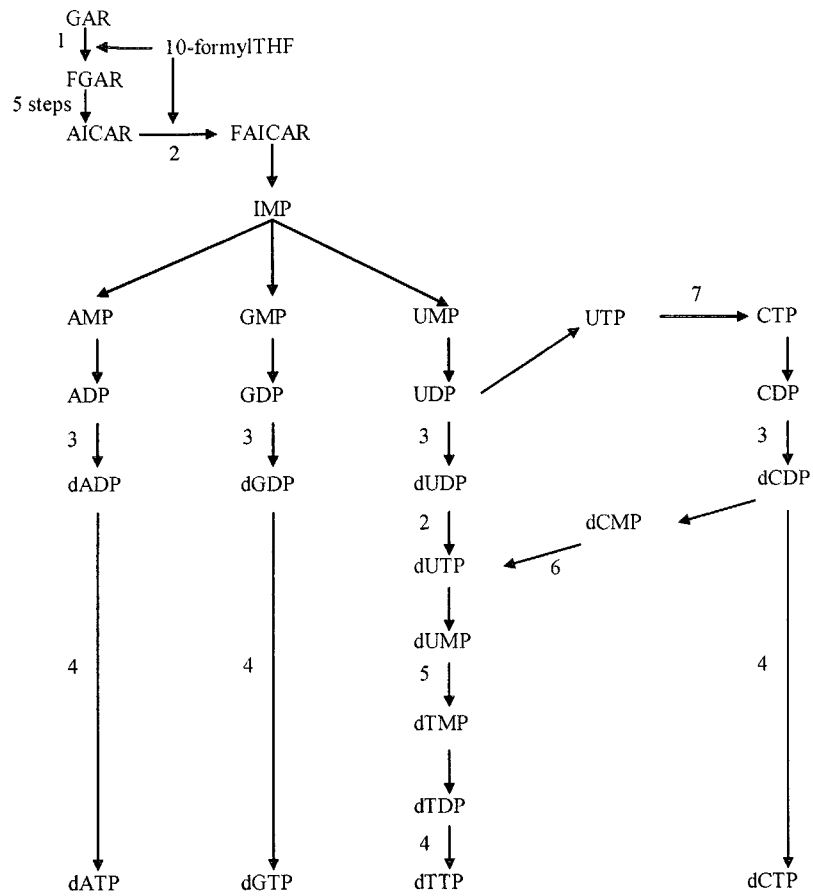 GAR
1
10-formylTHF
FGAR
5 steps
AICAR
2
FAICAR
IMP
AMP
GMP
UMP
UTP
7
CTP
ADP
GDP
UDP
CDP
3
3
3
3
dADP
dGDP
dUDP
dCDP
2
dCMP
dUTP
6
dUMP
4
4
5
4
dTMP
dTDP
4
dATP
dGTP
dTTP
dCTP